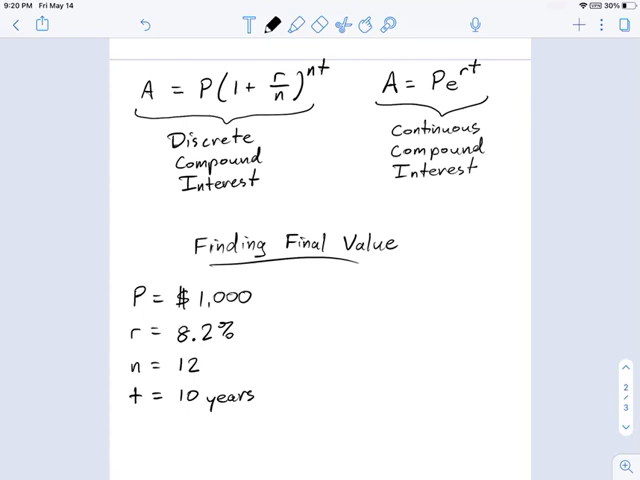 9:20 PM Fri May 14
30%
T
A = P(1 + r/n)^nt
A = Pe^rt
Discrete
Compound
Interest
Continuous
Compound
Interest
Finding Final Value
P = $1,000
r = 8.2%
n = 12
t = 10 years
2
/
3